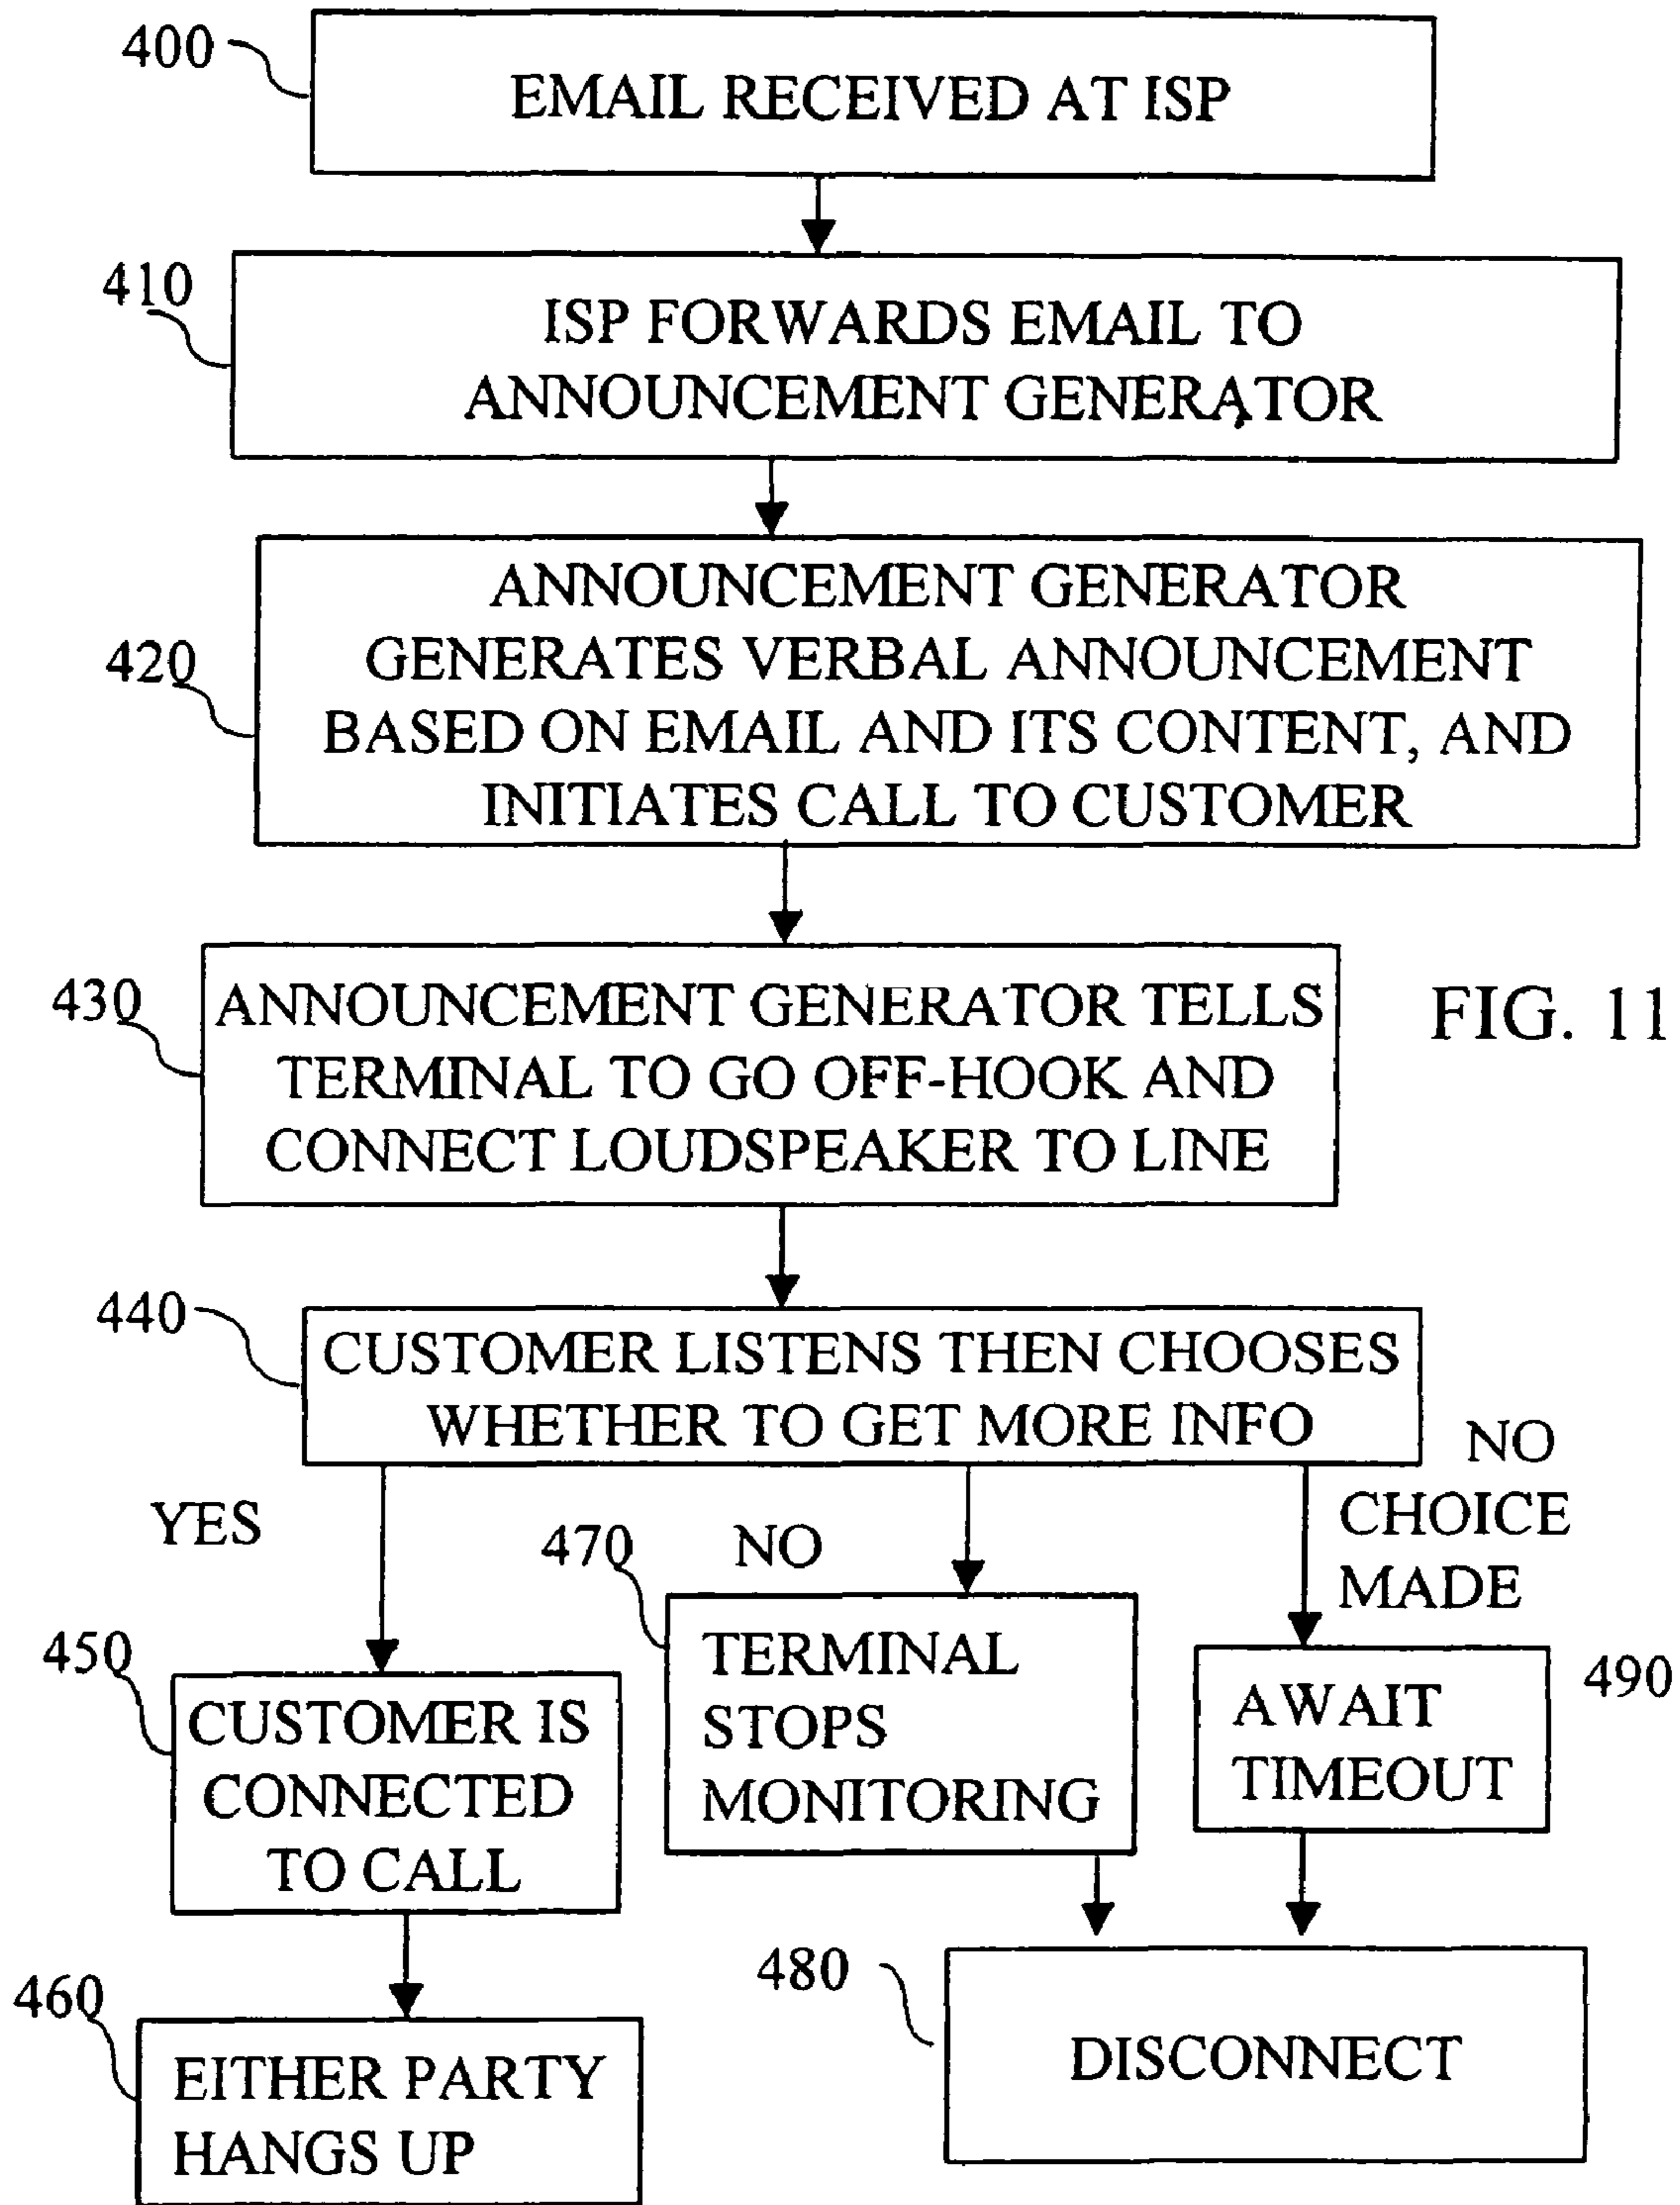 400
EMAIL RECEIVED AT ISP
410
ISP FORWARDS EMAIL TO
ANNOUNCEMENT GENERATOR
420
ANNOUNCEMENT GENERATOR
GENERATES VERBAL ANNOUNCEMENT
BASED ON EMAIL AND ITS CONTENT, AND
INITIATES CALL TO CUSTOMER
430
ANNOUNCEMENT GENERATOR TELLS
TERMINAL TO GO OFF-HOOK AND
CONNECT LOUDSPEAKER TO LINE
FIG. 11
440
CUSTOMER LISTENS THEN CHOOSES
WHETHER TO GET MORE INFO
YES
NO
NO
CHOICE
MADE
450
CUSTOMER IS
CONNECTED
TO CALL
470
TERMINAL
STOPS
MONITORING
490
AWAIT
TIMEOUT
460
EITHER PARTY
HANGS UP
480
DISCONNECT